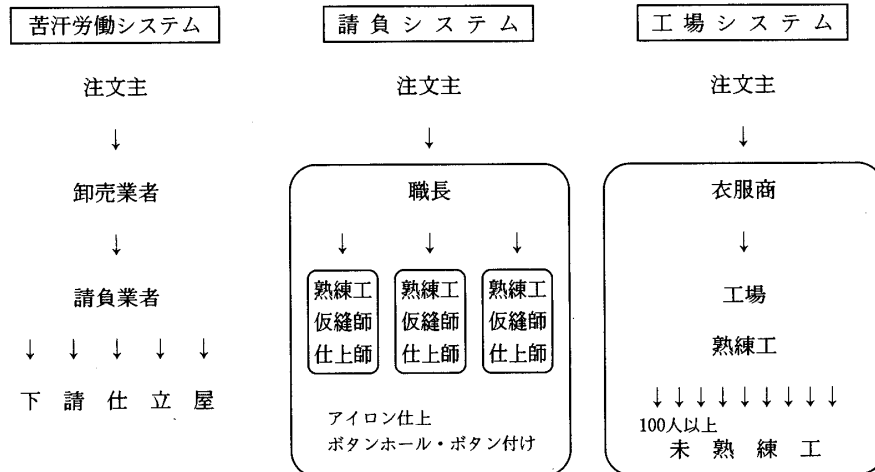 苦汗労働システム
注文主
↓
卸売業者
↓
請負業者
↓ ↓ ↓ ↓ ↓
下請仕立屋
請負システム
注文主
↓
職長
↓ ↓ ↓
熟練工 熟練工 熟練工
仮縫師 仮縫師 仮縫師
仕上師 仕上師 仕上師
アイロン仕上
ボタンホール・ボタン付け
工場システム
注文主
↓
衣服商
↓
工場
熟練工
↓ ↓ ↓ ↓ ↓ ↓ ↓ ↓ ↓
100人以上
未熟練工